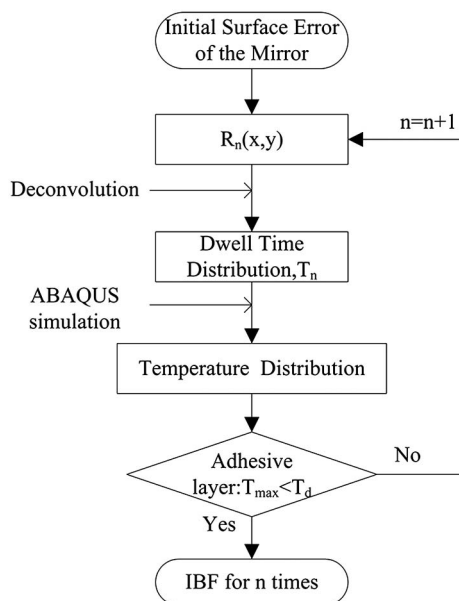 Initial Surface Error
of the Mirror
n=n+1
Rₙ(x,y)
Deconvolution
Dwell Time
Distribution,Tₙ
ABAQUS
simulation
Temperature Distribution
Adhesive
layer:Tₘₐₓ<T_d
No
Yes
IBF for n times